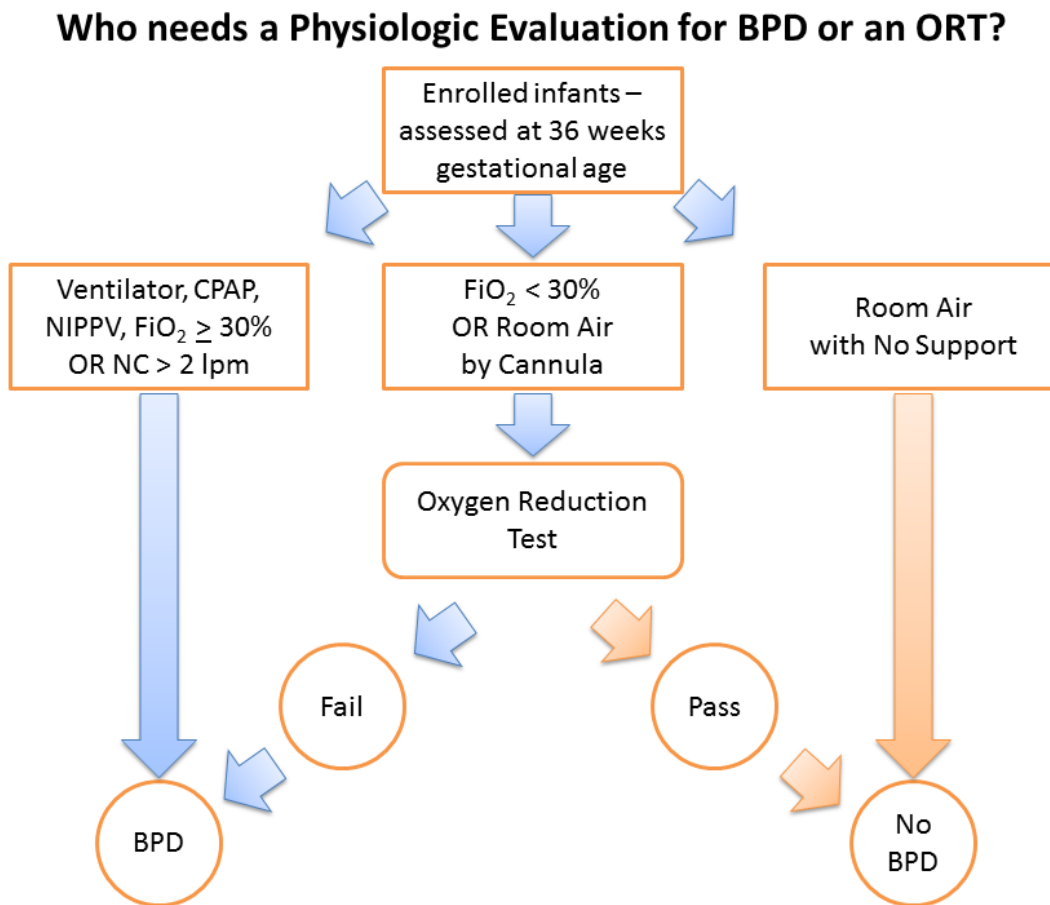 Who needs a Physiologic Evaluation for BPD or an ORT?
Enrolled infants –
assessed at 36 weeks
gestational age
Ventilator, CPAP,
NIPPV, FiO₂ ≥ 30%
OR NC > 2 lpm
FiO₂ < 30%
OR Room Air
by Cannula
Room Air
with No Support
Oxygen Reduction
Test
Fail
Pass
BPD
No
BPD